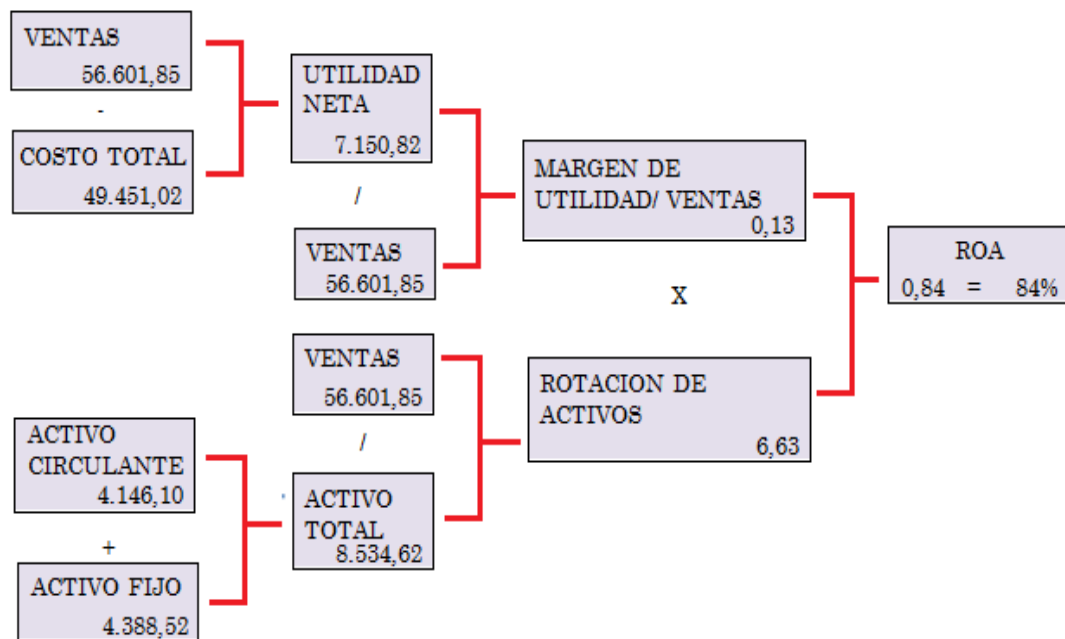 VENTAS
56.601,85
-
COSTO TOTAL
49.451,02
UTILIDAD
NETA
7.150,82
/
VENTAS
56.601,85
MARGEN DE
UTILIDAD/ VENTAS
0,13
X
ROA
0,84 = 84%
VENTAS
56.601,85
/
ACTIVO
TOTAL
8.534,62
ROTACION DE
ACTIVOS
6,63
ACTIVO
CIRCULANTE
4.146,10
+
ACTIVO FIJO
4.388,52